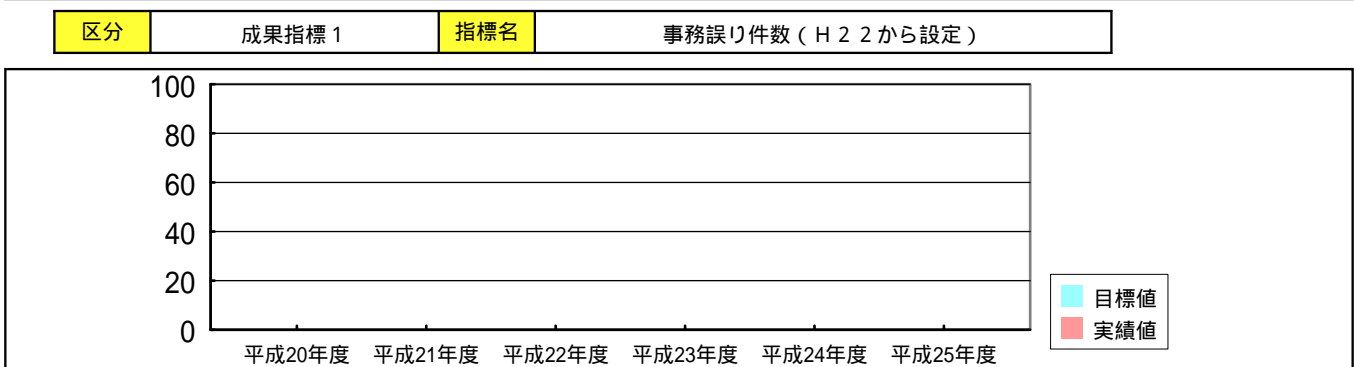 区分 成果指標1 指標名 事務誤り件数(H22から設定)
100
80
60
40
20
0
平成20年度 平成21年度 平成22年度 平成23年度 平成24年度 平成25年度
目標値
実績値